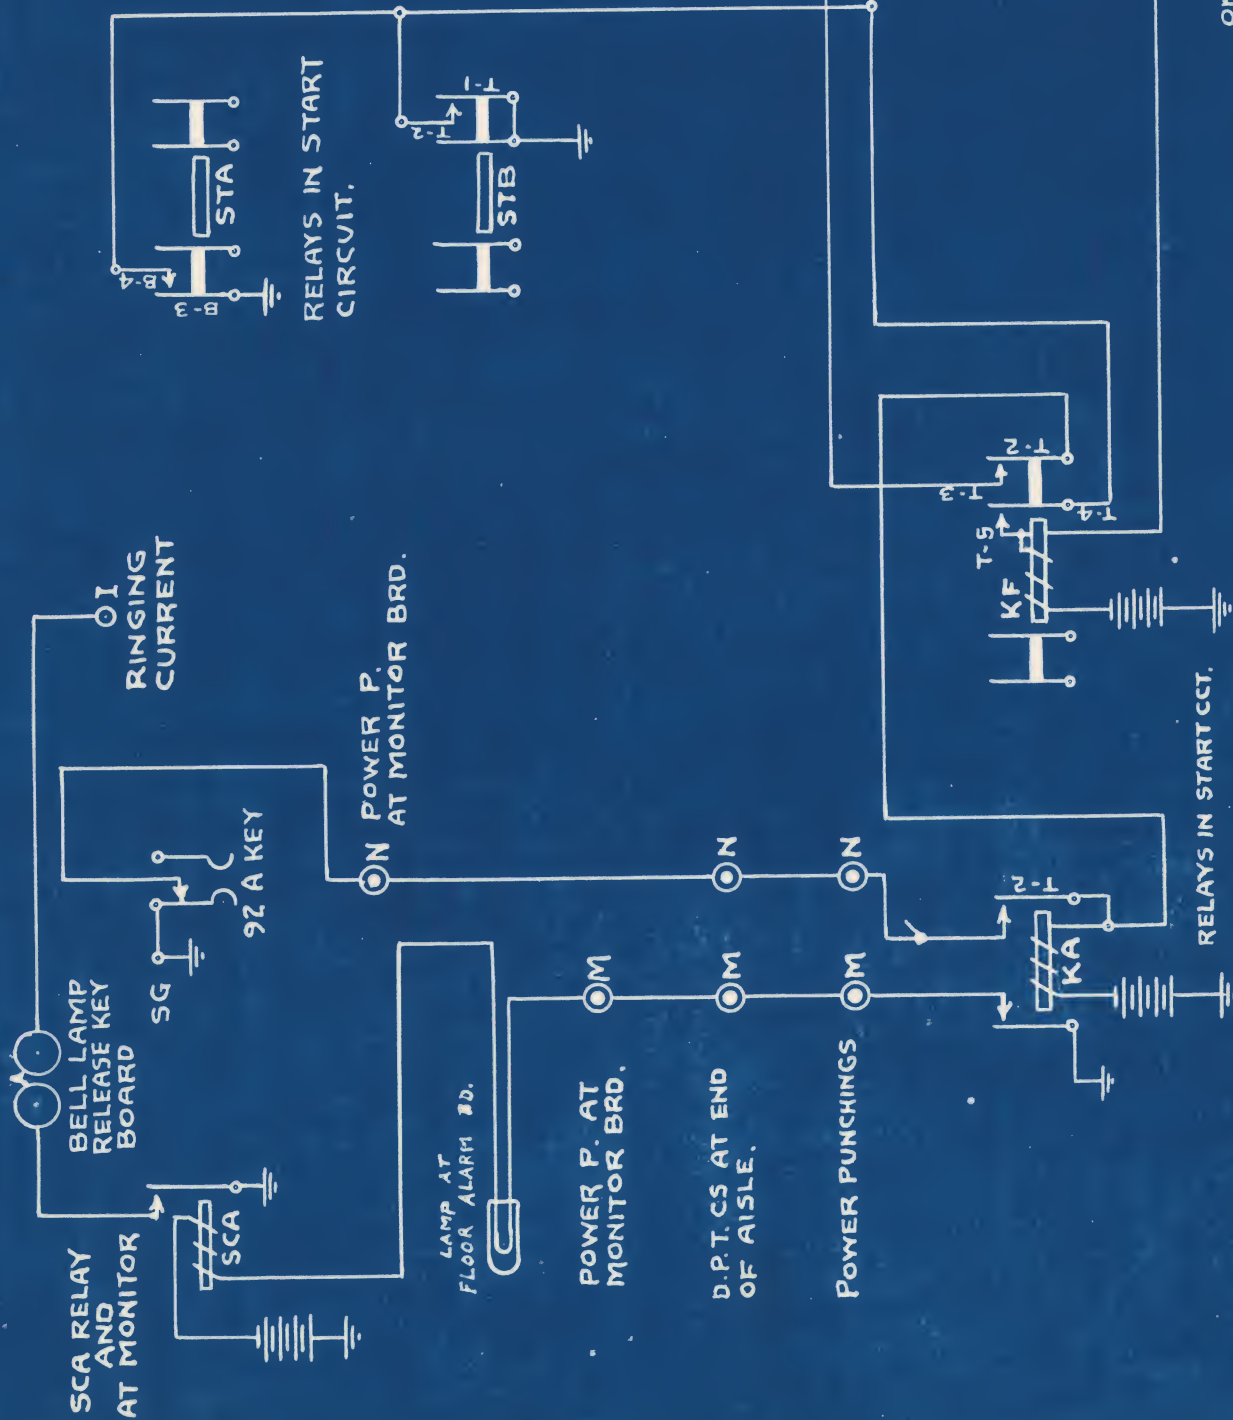 SCA RELAY
AND
AT MONITOR
BELL LAMP
RELEASE KEY
BOARD
I
RINGING
CURRENT
SCA
SG
92 A KEY
N
POWER P.
AT MONITOR BRD.
LAMP AT
FLOOR ALARM BD.
POWER P. AT
MONITOR BRD.
M
D.P.T. CS AT END
OF AISLE.
M
N
POWER PUNCHINGS
M
N
B-4
B-3
STA
RELAYS IN START
CIRCUIT.
T-2
T-1
STB
KA
T-2
RELAYS IN START CCT.
KF
T-5
T-3
T-2
T-4